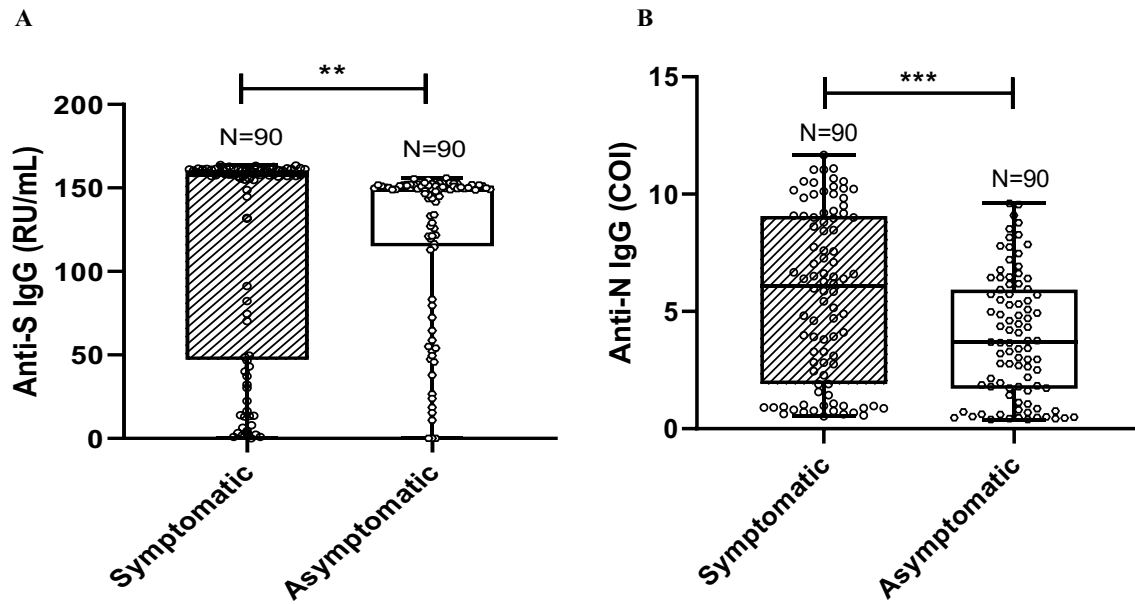 A
**
200
N=90
N=90
150
100
50
0
Anti-S IgG (RU/mL)
Symptomatic
Asymptomatic
B
***
15
N=90
N=90
10
5
0
Anti-N IgG (COI)
Symptomatic
Asymptomatic